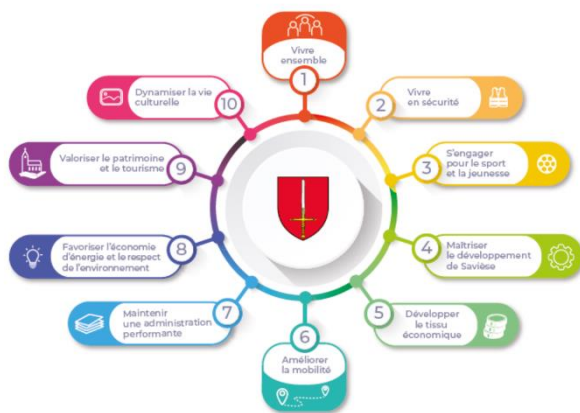 Vivre
ensemble
1
2
Vivre
en sécurité
3
S'engager
pour le sport
et la jeunesse
4
Maîtriser
le développement
de Savièse
5
Développer
le tissu
économique
6
Améliorer
la mobilité
7
Maintenir
une administration
performante
8
Favoriser l'économie
d'énergie et le respect
de l'environnement
9
Valoriser le patrimoine
et le tourisme
10
Dynamiser la vie
culturelle